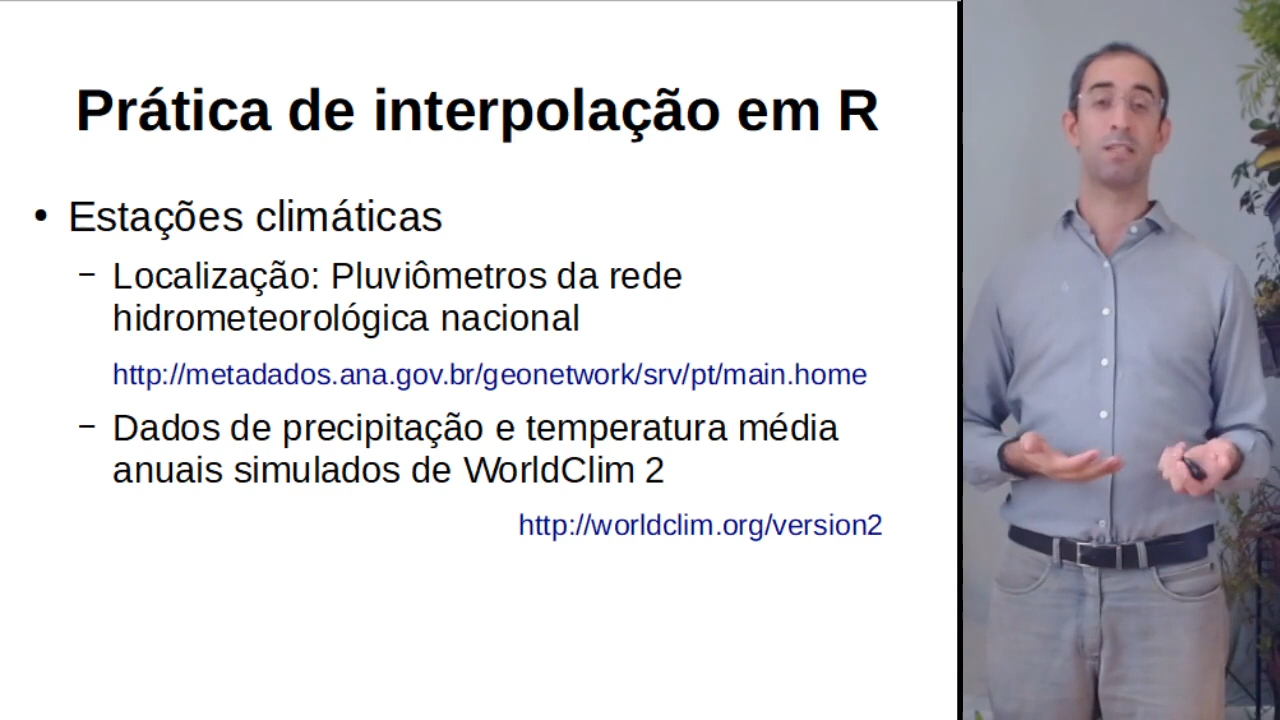 Prática de interpolação em R
• Estações climáticas
– Localização: Pluviômetros da rede
hidrometeorológica nacional
http://metadados.ana.gov.br/geonetwork/srv/pt/main.home
– Dados de precipitação e temperatura média
anuais simulados de WorldClim 2
http://worldclim.org/version2